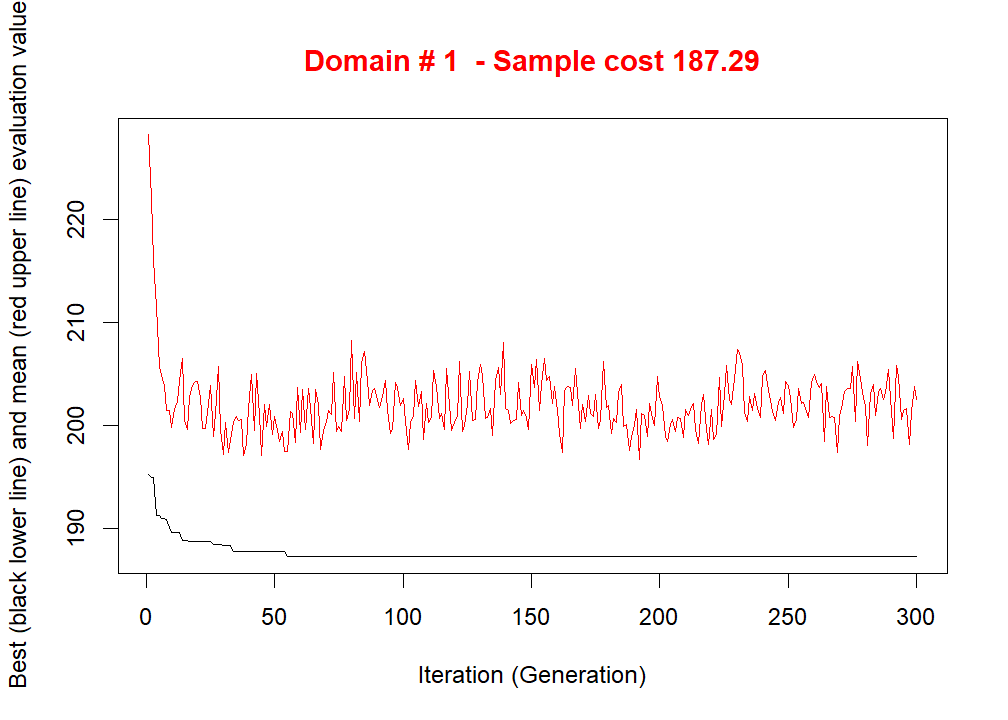 Domain # 1  - Sample cost 187.29
Best (black lower line) and mean (red upper line) evaluation value
220
210
200
190
0 50 100 150 200 250 300
Iteration (Generation)